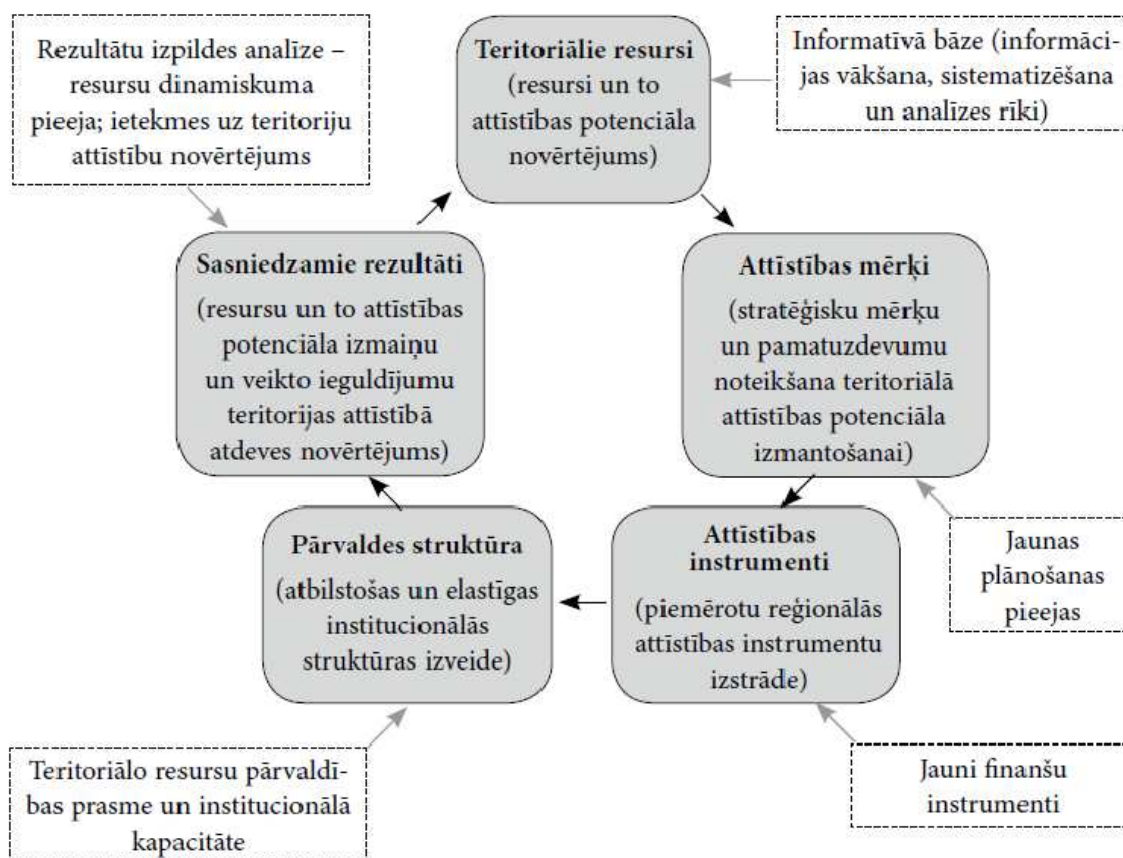 Rezultātu izpildes analīze –
resursu dinamiskuma
pieeja; ietekmes uz teritoriju
attīstību novērtējums
Teritoriālie resursi
(resursi un to
attīstības potenciāla
novērtējums)
Informatīvā bāze (informāci-
jas vākšana, sistematizēšana
un analīzes rīki)
Sasniedzamie rezultāti
(resursu un to attīstības
potenciāla izmaiņu
un veikto ieguldījumu
teritorijas attīstībā
atdeves novērtējums)
Attīstības mērķi
(stratēģisku mērķu
un pamatuzdevumu
noteikšana teritoriālā
attīstības potenciāla
izmantošanai)
Pārvaldes struktūra
(atbilstošas un elastīgas
institucionālās
struktūras izveide)
Attīstības
instrumenti
(piemērotu reģionālās
attīstības instrumentu
izstrāde)
Jaunas
plānošanas
pieejas
Teritoriālo resursu pārvaldī-
bas prasme un institucionālā
kapacitāte
Jauni finanšu
instrumenti